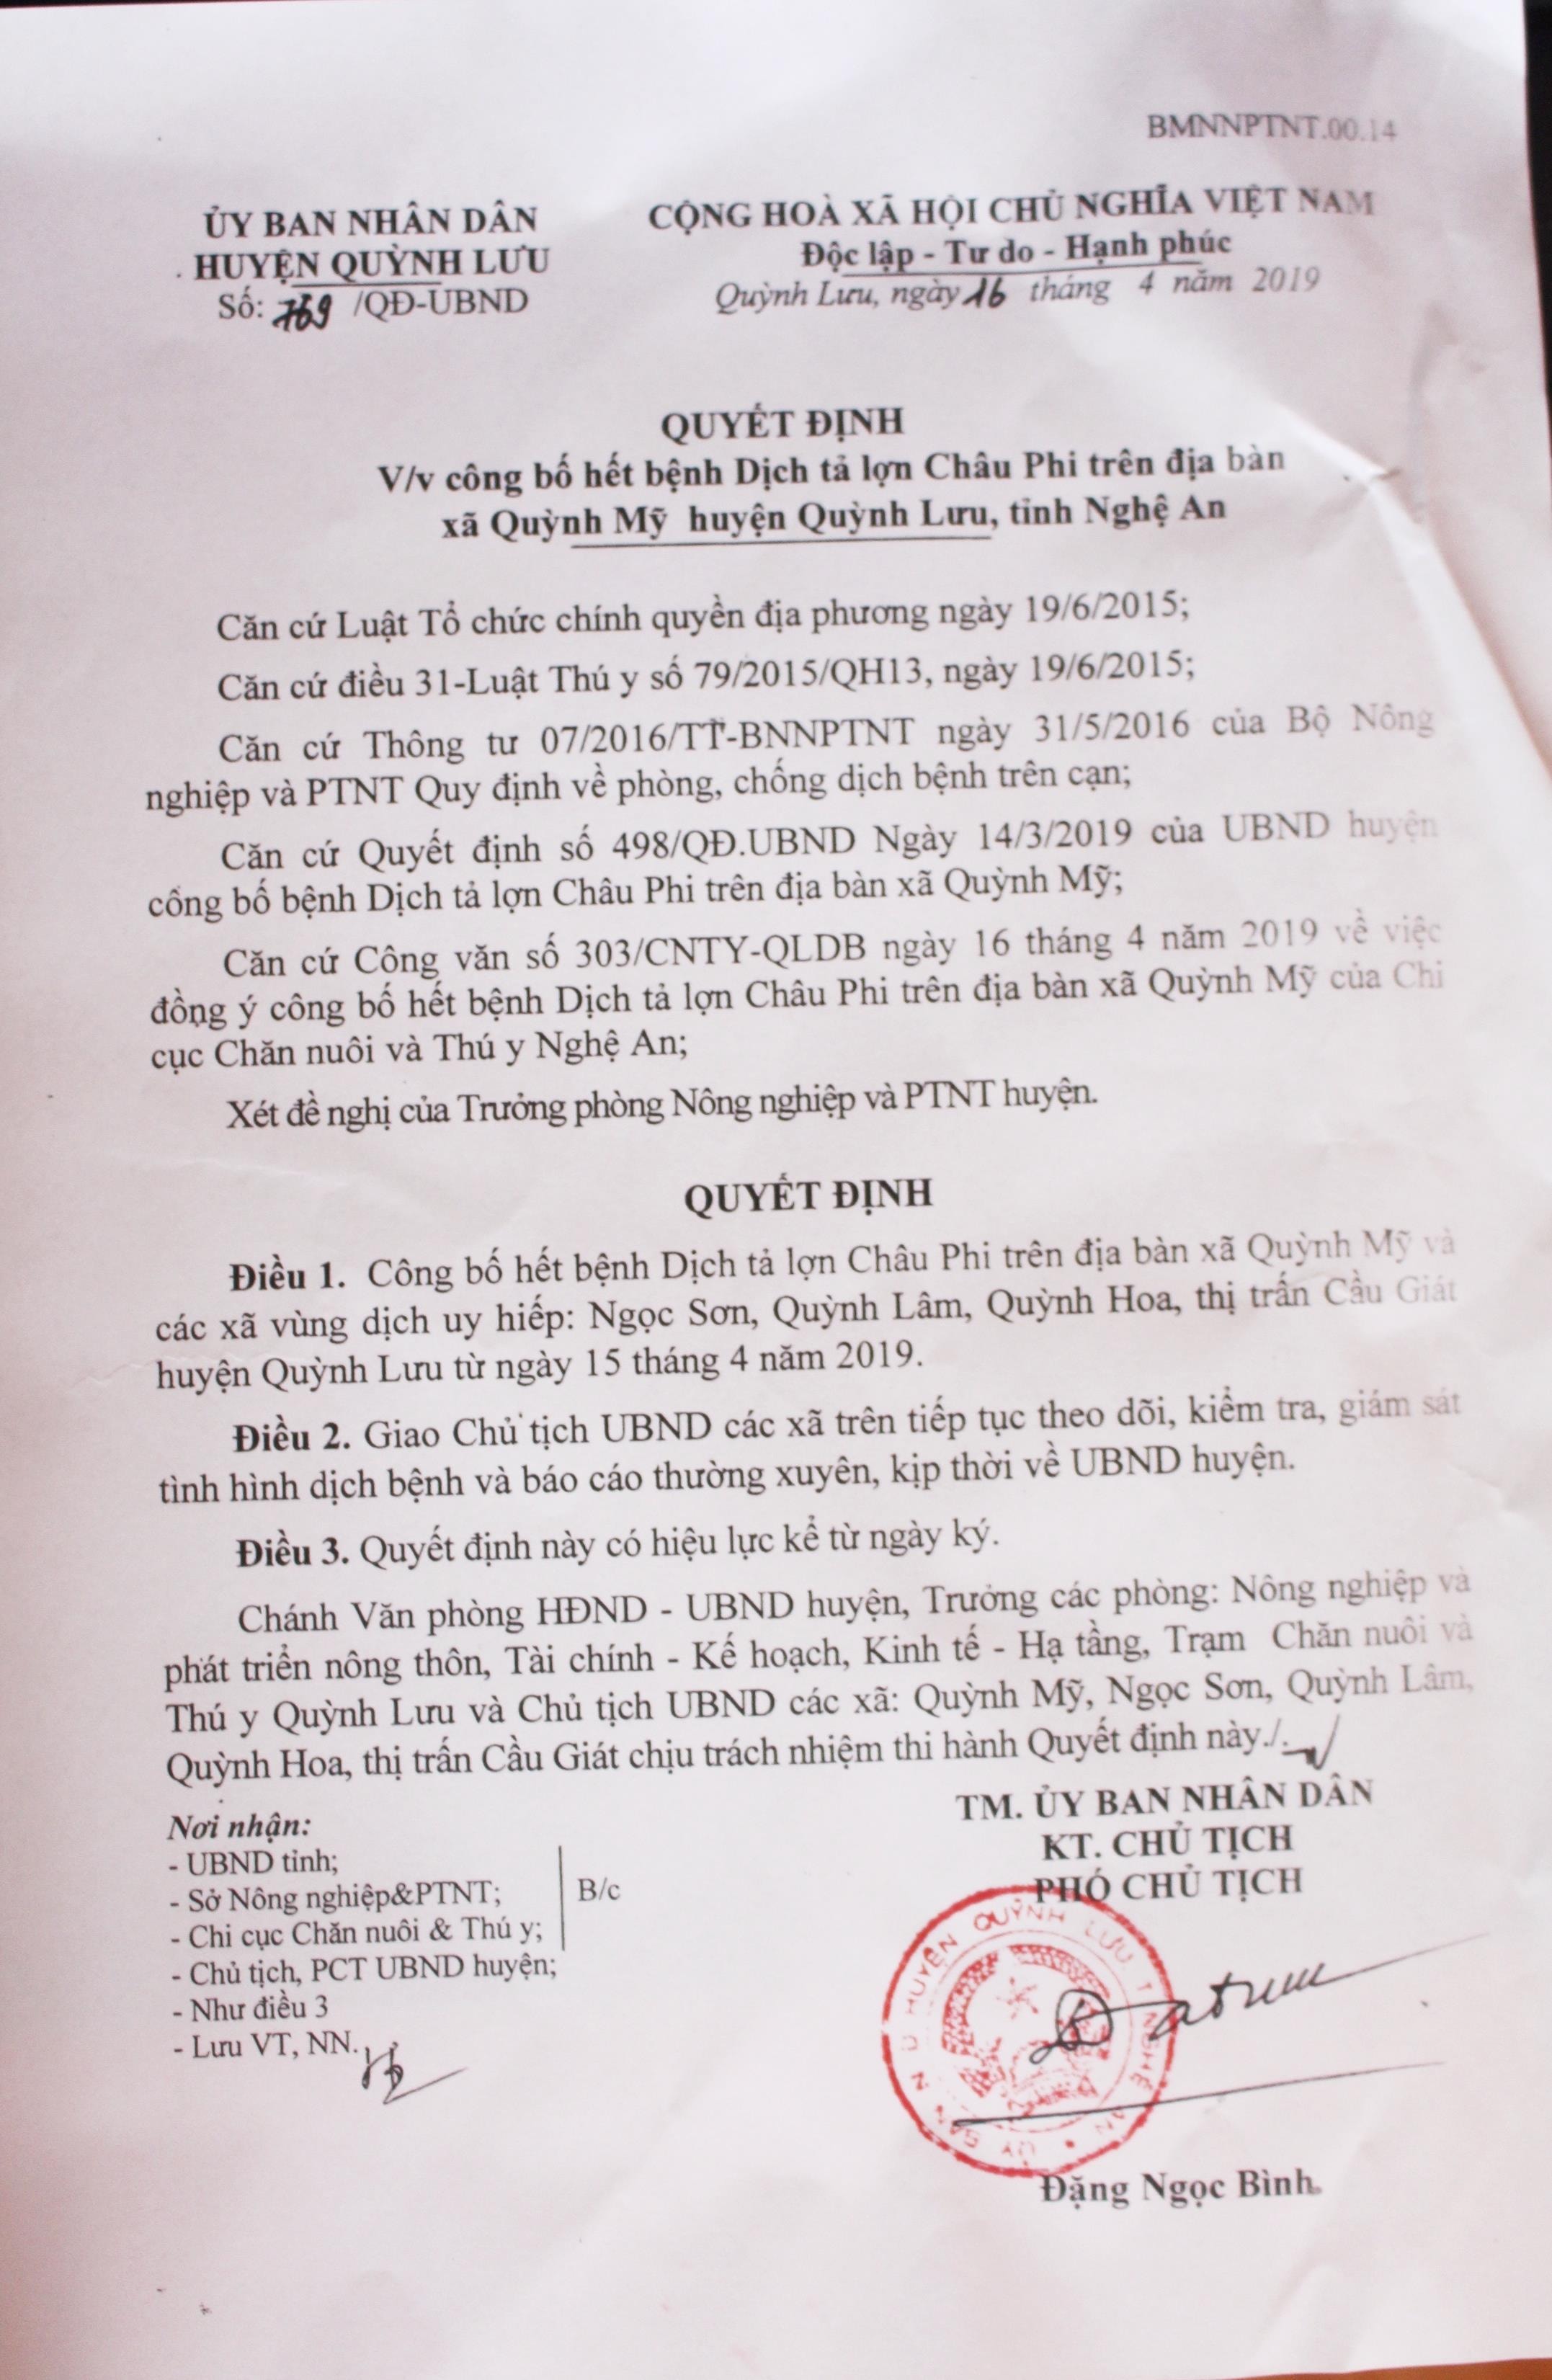 BMNNPTNT.00.14
ỦY BAN NHÂN DÂN
HUYỆN QUỲNH LƯU
Số: 769 /QĐ-UBND
CỘNG HOÀ XÃ HỘI CHỦ NGHĨA VIỆT NAM
Độc lập - Tư do - Hạnh phúc
Quỳnh Lưu, ngày 16 tháng 4 năm 2019
QUYẾT ĐỊNH
V/v công bố hết bệnh Dịch tả lợn Châu Phi trên địa bàn
xã Quỳnh Mỹ huyện Quỳnh Lưu, tỉnh Nghệ An
Căn cứ Luật Tổ chức chính quyền địa phương ngày 19/6/2015;
Căn cứ điều 31-Luật Thú y số 79/2015/QH13, ngày 19/6/2015;
Căn cứ Thông tư 07/2016/TT-BNNPTNT ngày 31/5/2016 của Bộ Nông
nghiệp và PTNT Quy định về phòng, chống dịch bệnh trên cạn;
Căn cứ Quyết định số 498/QĐ.UBND Ngày 14/3/2019 của UBND huyện
công bố bệnh Dịch tả lợn Châu Phi trên địa bàn xã Quỳnh Mỹ;
Căn cứ Công văn số 303/CNTY-QLDB ngày 16 tháng 4 năm 2019 về việc
đồng ý công bố hết bệnh Dịch tả lợn Châu Phi trên địa bàn xã Quỳnh Mỹ của Chi
cục Chăn nuôi và Thú y Nghệ An;
Xét đề nghị của Trưởng phòng Nông nghiệp và PTNT huyện.
QUYẾT ĐỊNH
Điều 1. Công bố hết bệnh Dịch tả lợn Châu Phi trên địa bàn xã Quỳnh Mỹ và
các xã vùng dịch uy hiếp: Ngọc Sơn, Quỳnh Lâm, Quỳnh Hoa, thị trấn Cầu Giát
huyện Quỳnh Lưu từ ngày 15 tháng 4 năm 2019.
Điều 2. Giao Chủ tịch UBND các xã trên tiếp tục theo dõi, kiểm tra, giám sát
tình hình dịch bệnh và báo cáo thường xuyên, kịp thời về UBND huyện.
Điều 3. Quyết định này có hiệu lực kể từ ngày ký.
Chánh Văn phòng HĐND - UBND huyện, Trưởng các phòng: Nông nghiệp và
phát triển nông thôn, Tài chính - Kế hoạch, Kinh tế - Hạ tầng, Trạm Chăn nuôi và
Thú y Quỳnh Lưu và Chủ tịch UBND các xã: Quỳnh Mỹ, Ngọc Sơn, Quỳnh Lâm,
Quỳnh Hoa, thị trấn Cầu Giát chịu trách nhiệm thi hành Quyết định này./.
Nơi nhận:
- UBND tỉnh;
- Sở Nông nghiệp&PTNT;
- Chi cục Chăn nuôi & Thú y;
B/c
- Chủ tịch, PCT UBND huyện;
- Như điều 3
- Lưu VT, NN.
TM. ỦY BAN NHÂN DÂN
KT. CHỦ TỊCH
PHÓ CHỦ TỊCH
HUYỆN QUỲNH LƯU T NGHỆ AN
Đặng Ngọc Bình